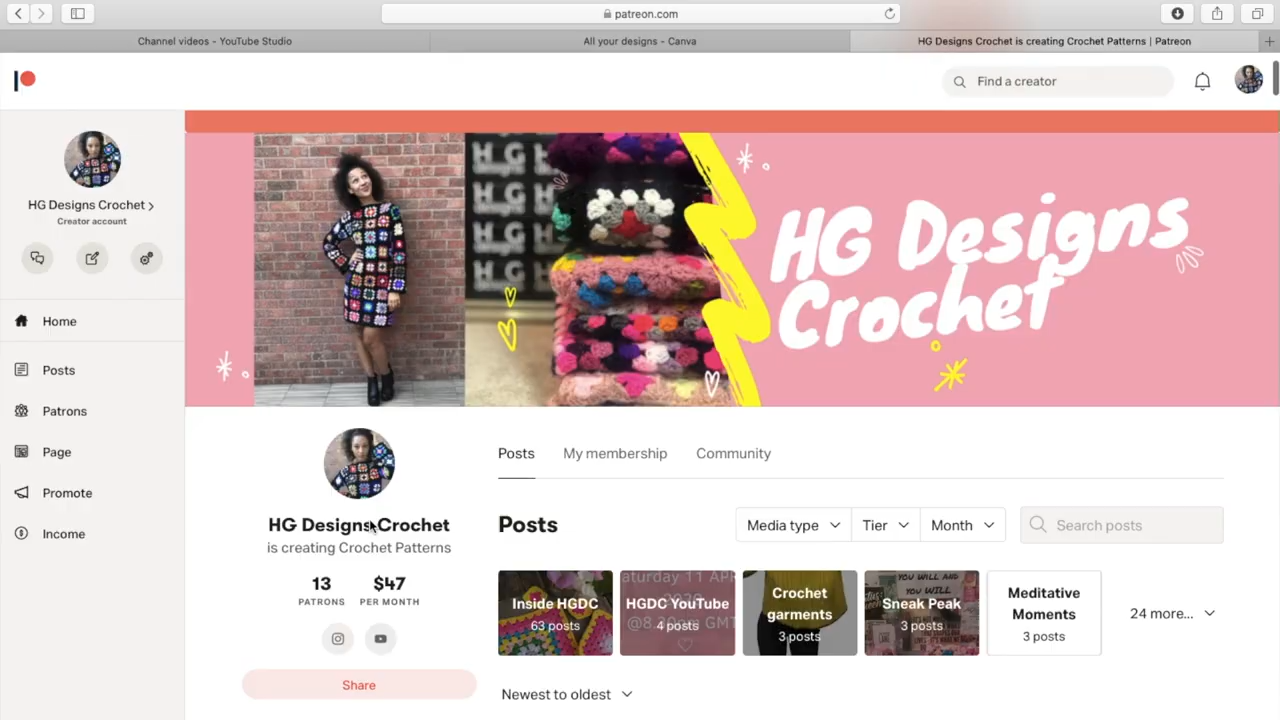 patreon.com
Channel videos - YouTube Studio
All your designs - Canva
HG Designs Crochet is creating Crochet Patterns | Patreon
Find a creator
HG Designs Crochet
Creator account
Home
Posts
Patrons
Page
Promote
Income
HG Designs
Crochet
HG Designs Crochet
is creating Crochet Patterns
13
PATRONS
$47
PER MONTH
Share
Posts
My membership
Community
Posts
Media type
Tier
Month
Search posts
Inside HGDC
63 posts
HGDC YouTube
4 posts
Crochet
garments
3 posts
Sneak Peak
3 posts
Meditative
Moments
3 posts
24 more...
Newest to oldest